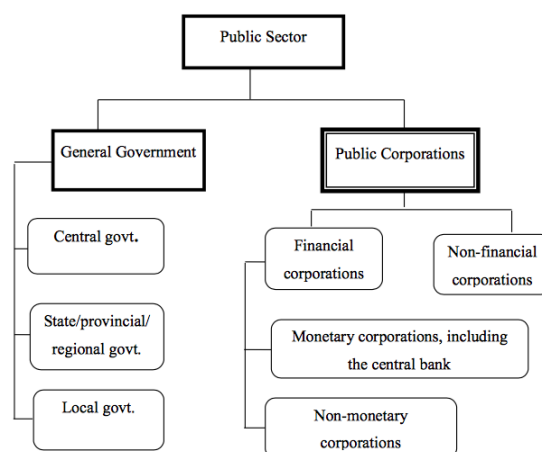 Public Sector
General Government
Public Corporations
Central govt.
State/provincial/
regional govt.
Local govt.
Financial
corporations
Non-financial
corporations
Monetary corporations, including
the central bank
Non-monetary
corporations